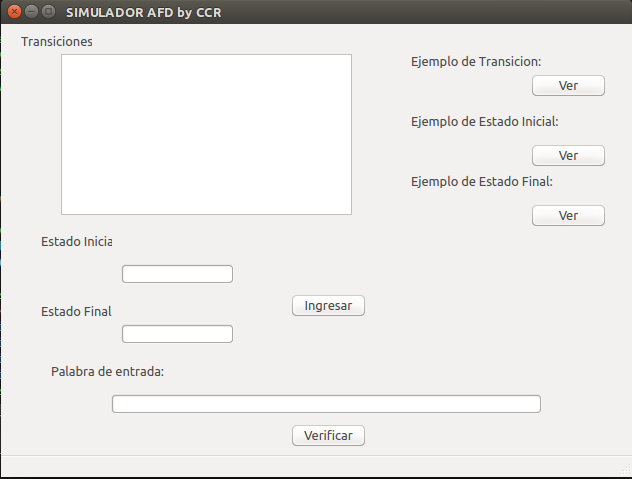 SIMULADOR AFD by CCR
Transiciones
Ejemplo de Transicion:
Ver
Ejemplo de Estado Inicial:
Ver
Ejemplo de Estado Final:
Ver
Estado Inicia
Ingresar
Estado Final
Palabra de entrada:
Verificar